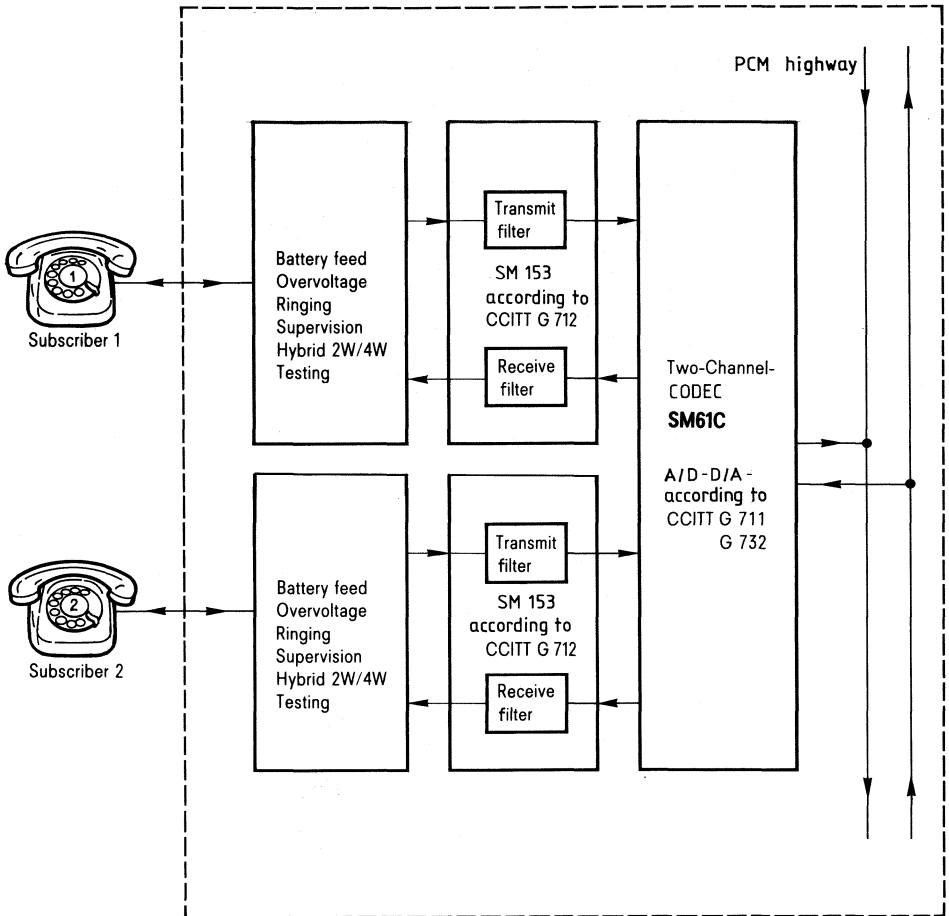 PCM highway
Battery feed
Overvoltage
Ringing
Supervision
Hybrid 2W/4W
Testing
Transmit
filter
SM 153
according to
CCITT G 712
Receive
filter
1
Subscriber 1
Two-Channel-
CODEC
SM61C
A/D-D/A-
according to
CCITT G 711
G 732
Battery feed
Overvoltage
Ringing
Supervision
Hybrid 2W/4W
Testing
Transmit
filter
SM 153
according to
CCITT G 712
Receive
filter
2
Subscriber 2